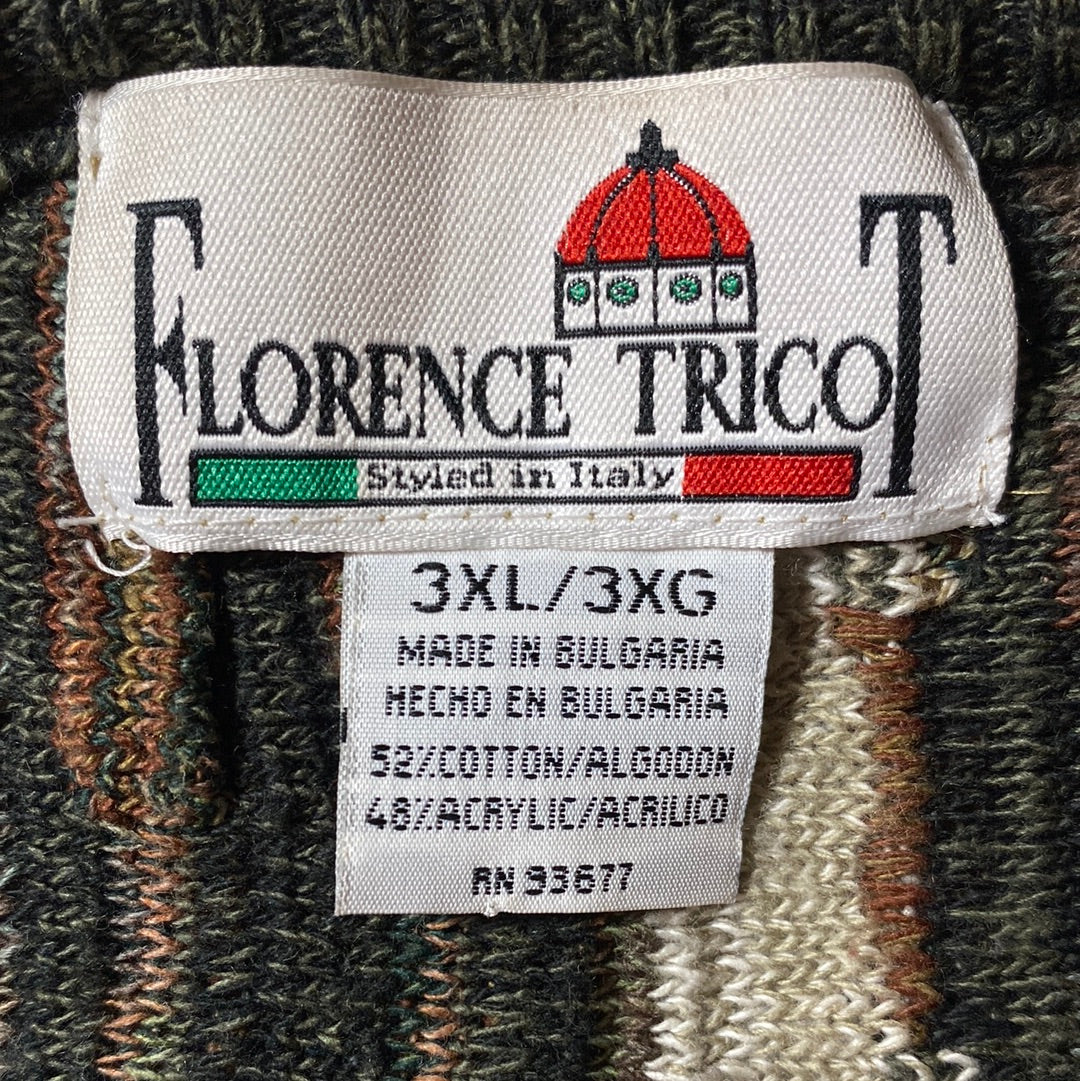 FLORENCE TRICOT
Styled in Italy
3XL/3XG
MADE IN BULGARIA
HECHO EN BULGARIA
52%COTTON/ALGODON
48%ACRYLIC/ACRILICO
RN 93677